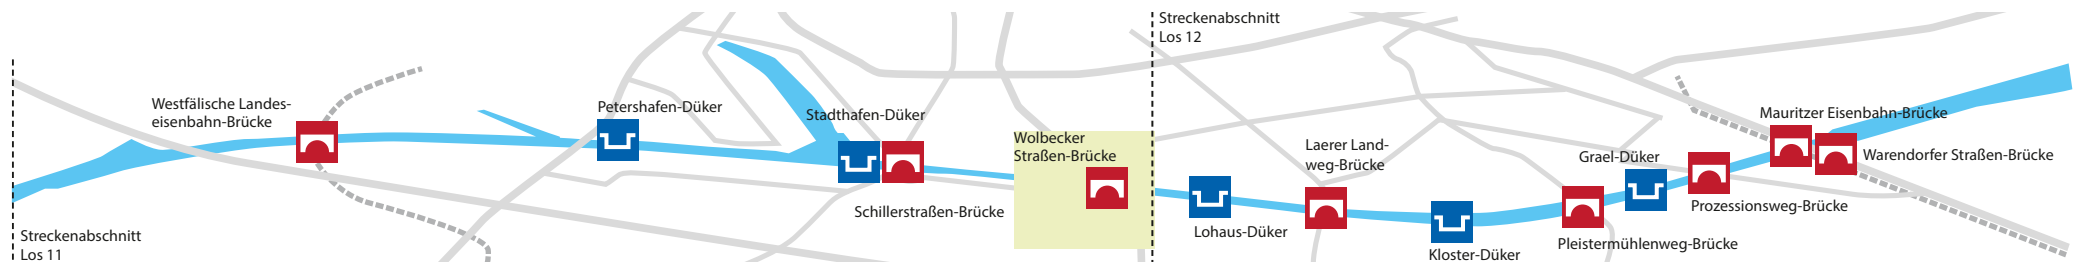 Streckenabschnitt
Los 12
Westfälische Landes-
eisenbahn-Brücke
Petershafen-Düker
Stadthafen-Düker
Wolbecker
Straßen-Brücke
Laerer Land-
weg-Brücke
Grael-Düker
Mauritzer Eisenbahn-Brücke
Warendorfer Straßen-Brücke
Schillerstraßen-Brücke
Prozessionsweg-Brücke
Lohaus-Düker
Pleistermühlenweg-Brücke
Kloster-Düker
Streckenabschnitt
Los 11